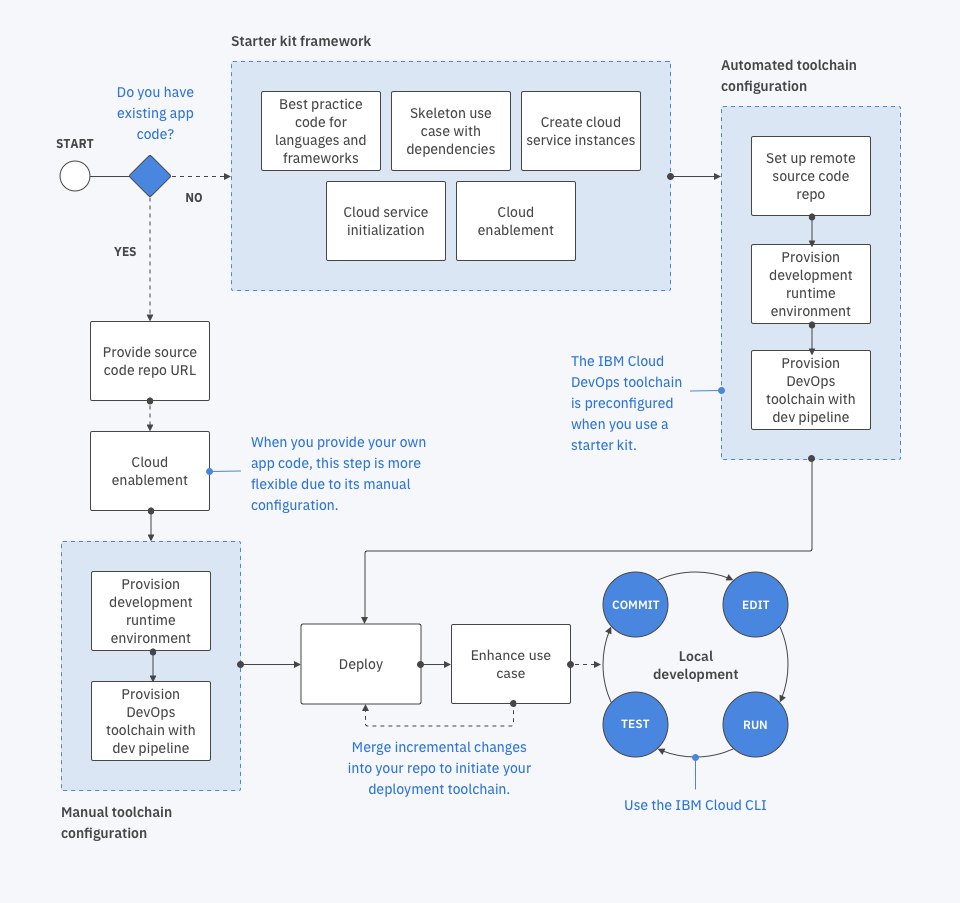 Starter kit framework
Automated toolchain
configuration
Do you have
existing app
code?
START
NO
YES
Best practice
code for
languages and
frameworks
Skeleton use
case with
dependencies
Create cloud
service instances
Cloud service
initialization
Cloud
enablement
Set up remote
source code
repo
Provision
development
runtime
environment
Provision
DevOps
toolchain with
dev pipeline
The IBM Cloud
DevOps toolchain
is preconfigured
when you use a
starter kit.
Provide source
code repo URL
Cloud
enablement
When you provide your own
app code, this step is more
flexible due to its manual
configuration.
Provision
development
runtime
environment
Provision
DevOps
toolchain with
dev pipeline
Manual toolchain
configuration
Deploy
Enhance use
case
Merge incremental changes
into your repo to initiate your
deployment toolchain.
COMMIT
EDIT
Local
development
TEST
RUN
Use the IBM Cloud CLI